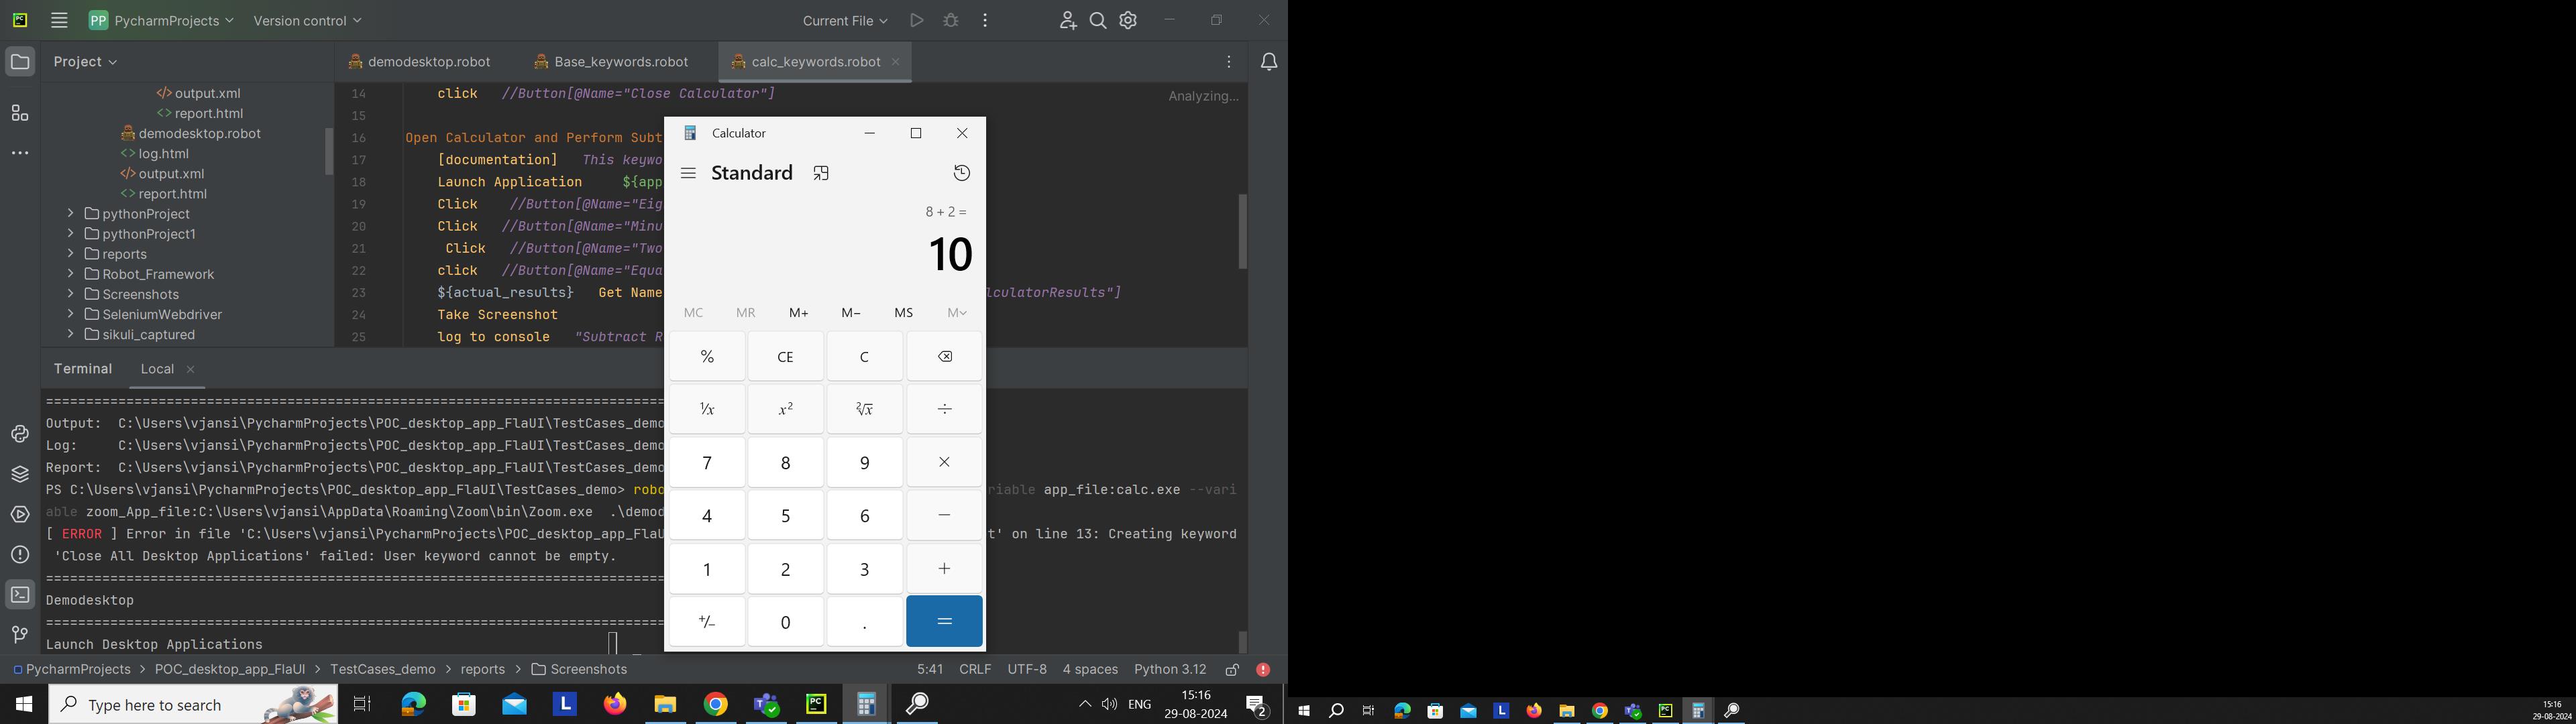 PC
PP PycharmProjects Version control Current File
Project
demodesktop.robot Base_keywords.robot calc_keywords.robot
output.xml
report.html
demodesktop.robot
log.html
output.xml
report.html
pythonProject
pythonProject1
reports
Robot_Framework
Screenshots
SeleniumWebdriver
sikuli_captured
Analyzing...
14 click //Button[@Name="Close Calculator"]
15
16 Open Calculator and Perform Subt
17 [documentation] This keywo
18 Launch Application ${app
19 Click //Button[@Name="Eig
20 Click //Button[@Name="Minu
21 Click //Button[@Name="Two
22 click //Button[@Name="Equa
23 ${actual_results} Get Name lculatorResults"]
24 Take Screenshot
25 log to console "Subtract R
Calculator
Standard
8 + 2 =
10
MC MR M+ M− MS M
% CE C
1/x x² ²√x ÷
7 8 9 ×
4 5 6 −
1 2 3 +
+/− 0 . =
Terminal Local
================================================================
Output: C:\Users\vjansi\PycharmProjects\POC_desktop_app_FlaUI\TestCases_demo
Log: C:\Users\vjansi\PycharmProjects\POC_desktop_app_FlaUI\TestCases_demo
Report: C:\Users\vjansi\PycharmProjects\POC_desktop_app_FlaUI\TestCases_demo
PS C:\Users\vjansi\PycharmProjects\POC_desktop_app_FlaUI\TestCases_demo> robo riable app_file:calc.exe --vari
able zoom_App_file:C:\Users\vjansi\AppData\Roaming\Zoom\bin\Zoom.exe .\demod
[ ERROR ] Error in file 'C:\Users\vjansi\PycharmProjects\POC_desktop_app_FlaU t' on line 13: Creating keyword
'Close All Desktop Applications' failed: User keyword cannot be empty.
================================================================
Demodesktop
================================================================
Launch Desktop Applications
PycharmProjects > POC_desktop_app_FlaUI > TestCases_demo > reports > Screenshots 5:41 CRLF UTF-8 4 spaces Python 3.12
Type here to search L PC ENG 15:16
29-08-2024 2
L PC 15:16
29-08-2024